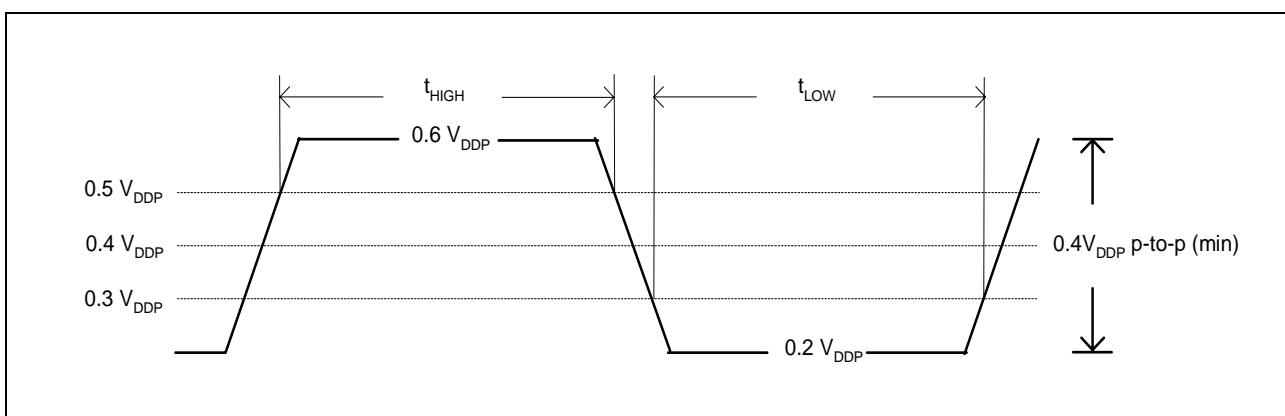 tHIGH
tLOW
0.6 VDDP
0.5 VDDP
0.4 VDDP
0.4VDDP p-to-p (min)
0.3 VDDP
0.2 VDDP